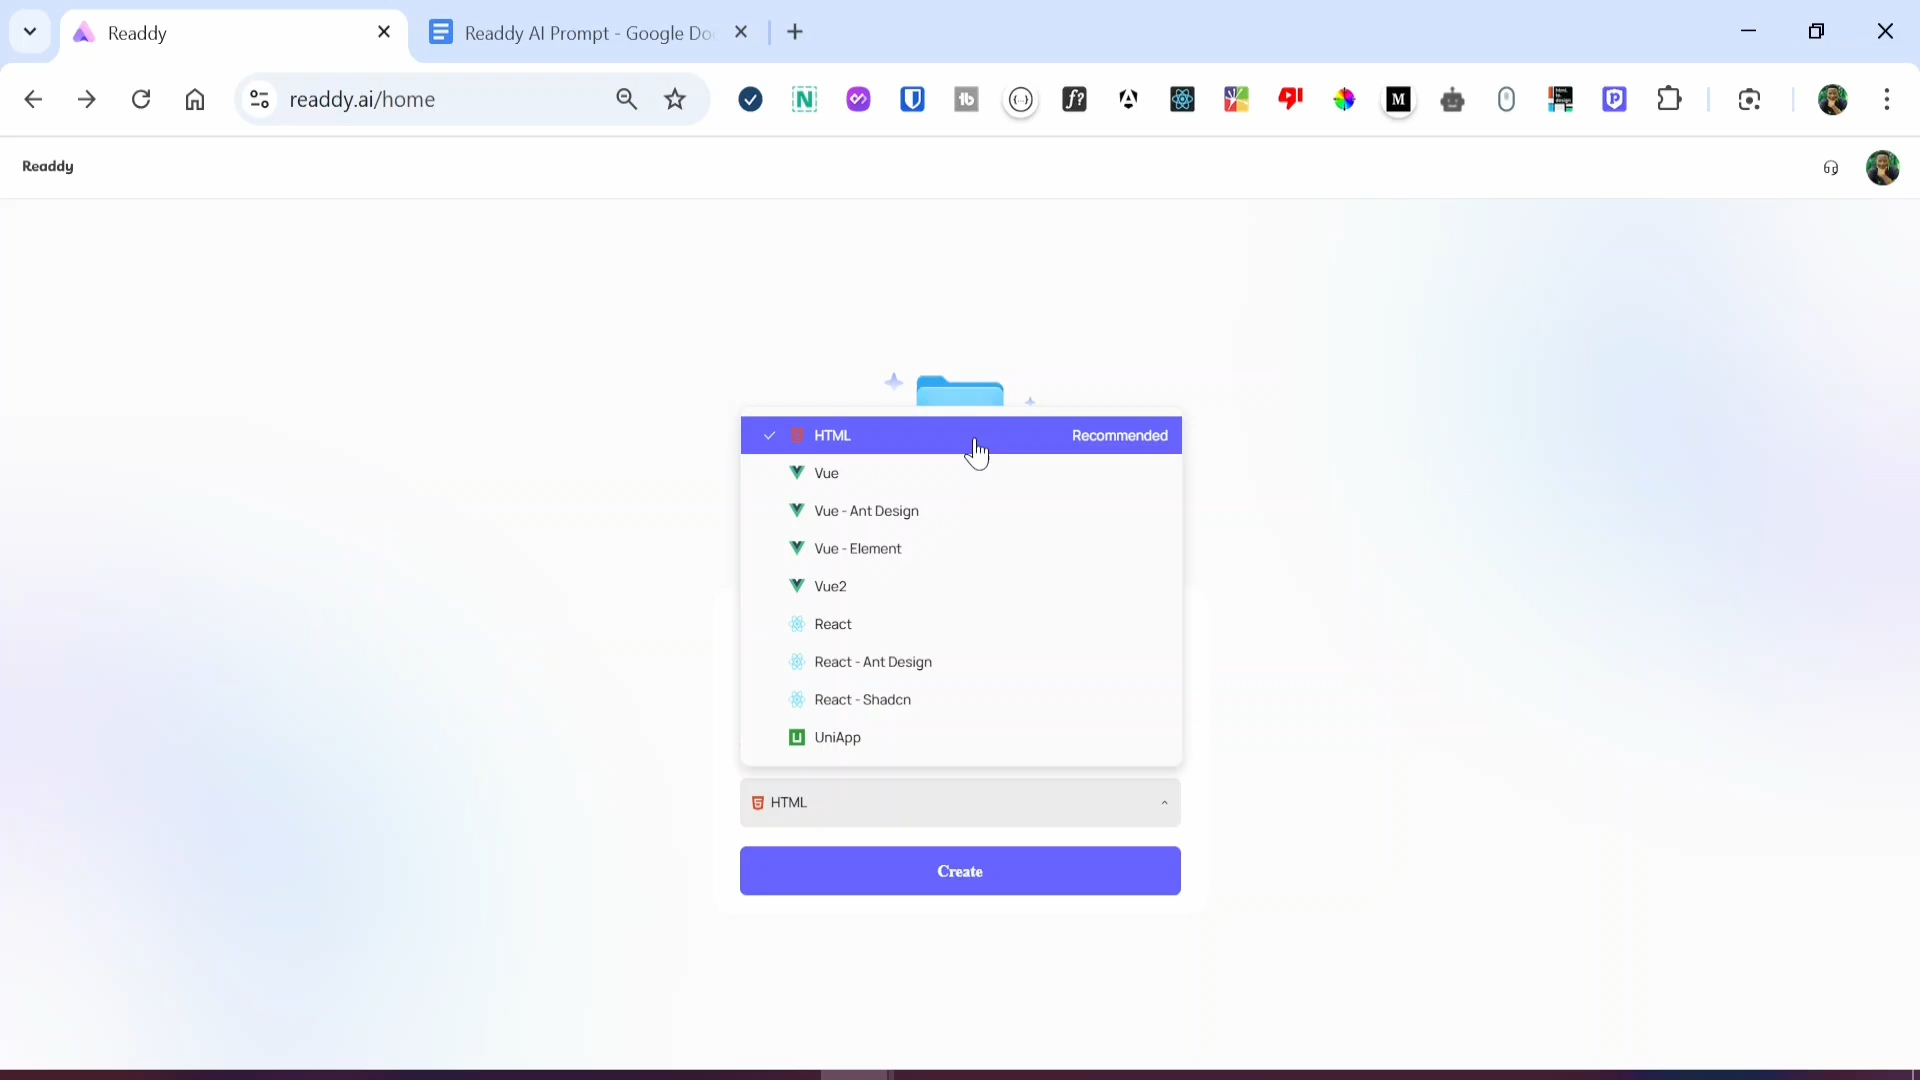 Readdy
Readdy AI Prompt - Google Do
readdy.ai/home
Readdy
HTML Recommended
Vue
Vue - Ant Design
Vue - Element
Vue2
React
React - Ant Design
React - Shadcn
UniApp
HTML
Create